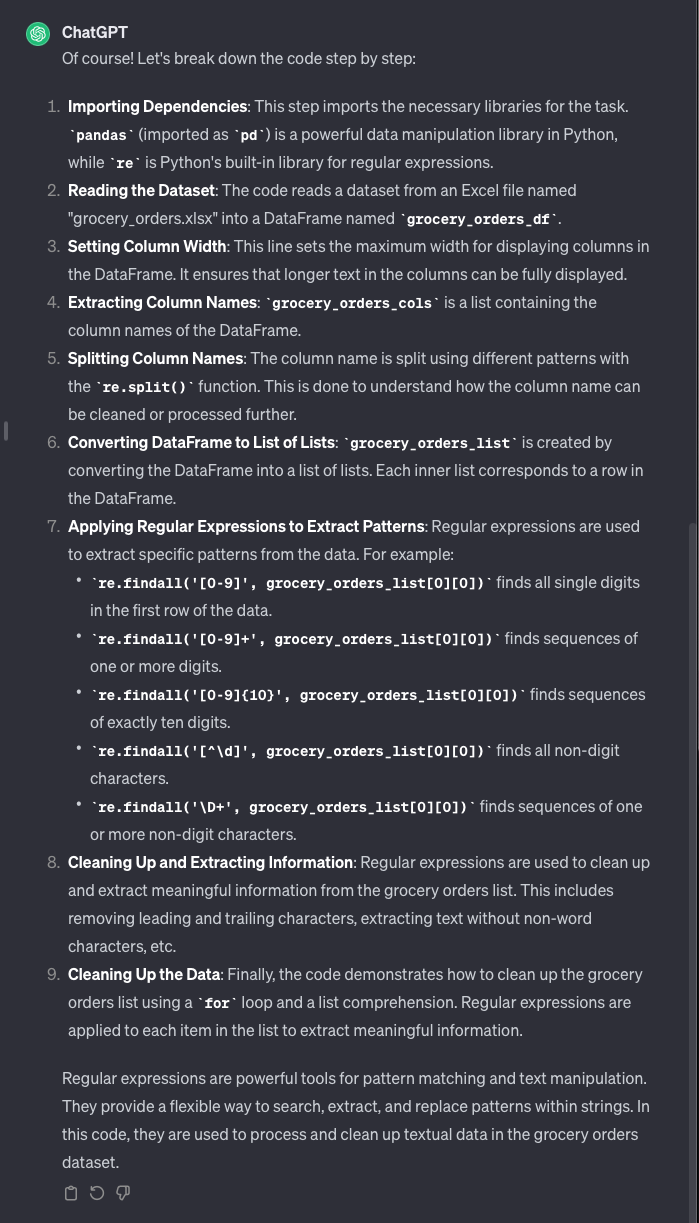 ChatGPT
Of course! Let's break down the code step by step:
1. Importing Dependencies: This step imports the necessary libraries for the task.
`pandas` (imported as `pd`) is a powerful data manipulation library in Python,
while `re` is Python's built-in library for regular expressions.
2. Reading the Dataset: The code reads a dataset from an Excel file named
"grocery_orders.xlsx" into a DataFrame named `grocery_orders_df`.
3. Setting Column Width: This line sets the maximum width for displaying columns in
the DataFrame. It ensures that longer text in the columns can be fully displayed.
4. Extracting Column Names: `grocery_orders_cols` is a list containing the
column names of the DataFrame.
5. Splitting Column Names: The column name is split using different patterns with
the `re.split()` function. This is done to understand how the column name can
be cleaned or processed further.
6. Converting DataFrame to List of Lists: `grocery_orders_list` is created by
converting the DataFrame into a list of lists. Each inner list corresponds to a row in
the DataFrame.
7. Applying Regular Expressions to Extract Patterns: Regular expressions are used
to extract specific patterns from the data. For example:
• `re.findall('[0-9]', grocery_orders_list[0][0])` finds all single digits
in the first row of the data.
• `re.findall('[0-9]+', grocery_orders_list[0][0])` finds sequences of
one or more digits.
• `re.findall('[0-9]{10}', grocery_orders_list[0][0])` finds sequences
of exactly ten digits.
• `re.findall('[^\d]', grocery_orders_list[0][0])` finds all non-digit
characters.
• `re.findall('\D+', grocery_orders_list[0][0])` finds sequences of one
or more non-digit characters.
8. Cleaning Up and Extracting Information: Regular expressions are used to clean up
and extract meaningful information from the grocery orders list. This includes
removing leading and trailing characters, extracting text without non-word
characters, etc.
9. Cleaning Up the Data: Finally, the code demonstrates how to clean up the grocery
orders list using a `for` loop and a list comprehension. Regular expressions are
applied to each item in the list to extract meaningful information.
Regular expressions are powerful tools for pattern matching and text manipulation.
They provide a flexible way to search, extract, and replace patterns within strings. In
this code, they are used to process and clean up textual data in the grocery orders
dataset.